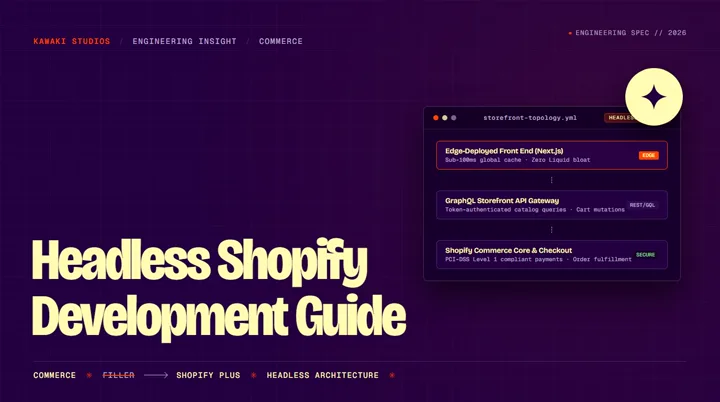 KAWAKI STUDIOS / ENGINEERING INSIGHT / COMMERCE
ENGINEERING SPEC // 2026
storefront-topology.yml
Edge-Deployed Front End (Next.js)
Sub-100ms global cache · Zero Liquid bloat
EDGE
GraphQL Storefront API Gateway
Token-authenticated catalog queries · Cart mutations
REST/GQL
Shopify Commerce Core & Checkout
PCI-DSS Level 1 compliant payments · Order fulfillment
SECURE
Headless Shopify
Development Guide
COMMERCE * FILLER → SHOPIFY PLUS * HEADLESS ARCHITECTURE *